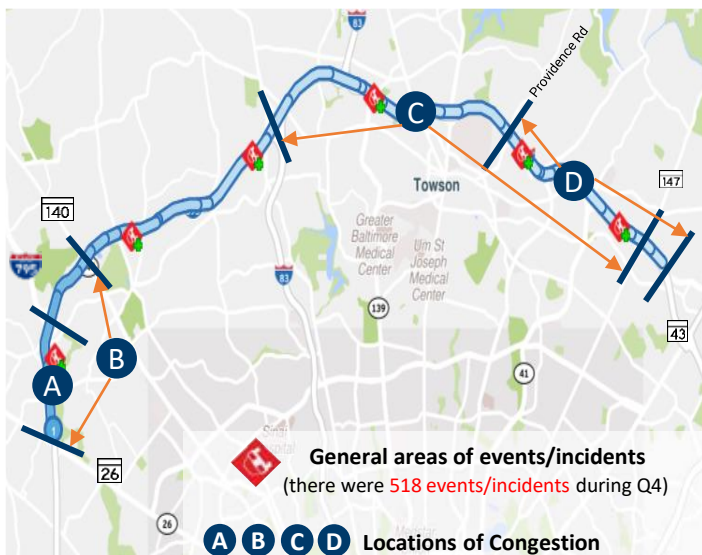 83
Providence Rd
C
D
147
Towson
140
Greater
Baltimore
Medical
Center
Um St
Joseph
Medical
Center
795
83
139
43
B
A
41
1
26
26
General areas of events/incidents
(there were 518 events/incidents during Q4)
A B C D Locations of Congestion